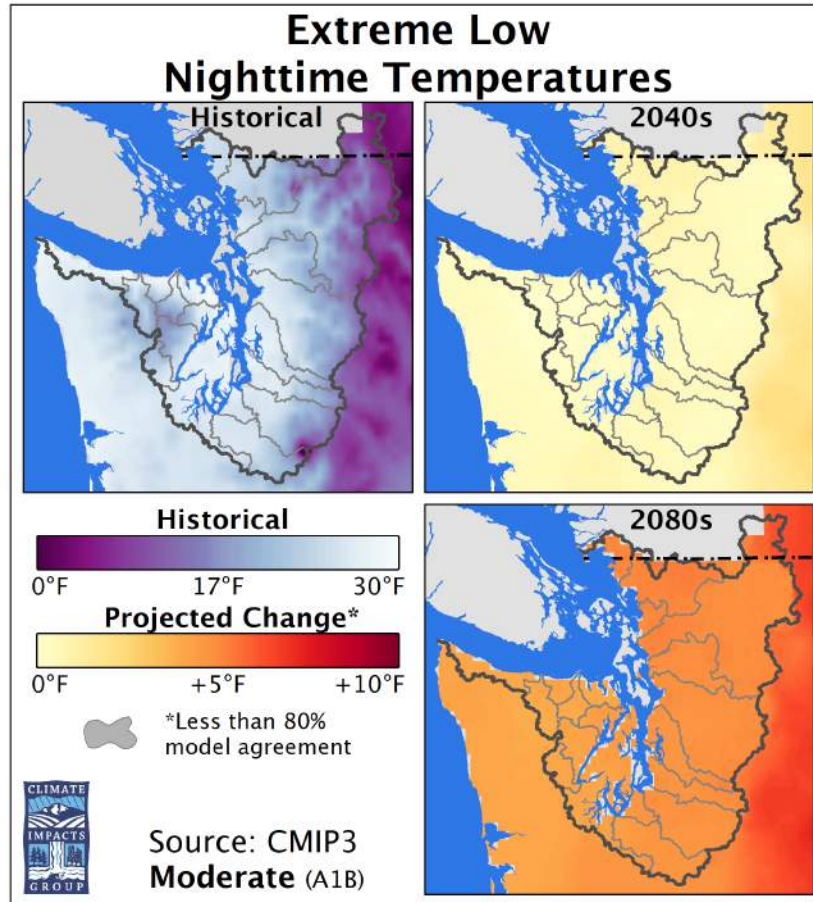 Extreme Low
Nighttime Temperatures
Historical
2040s
Historical
0°F 17°F 30°F
Projected Change*
0°F +5°F +10°F
*Less than 80%
model agreement
2080s
CLIMATE
IMPACTS
GROUP
Source: CMIP3
Moderate (A1B)